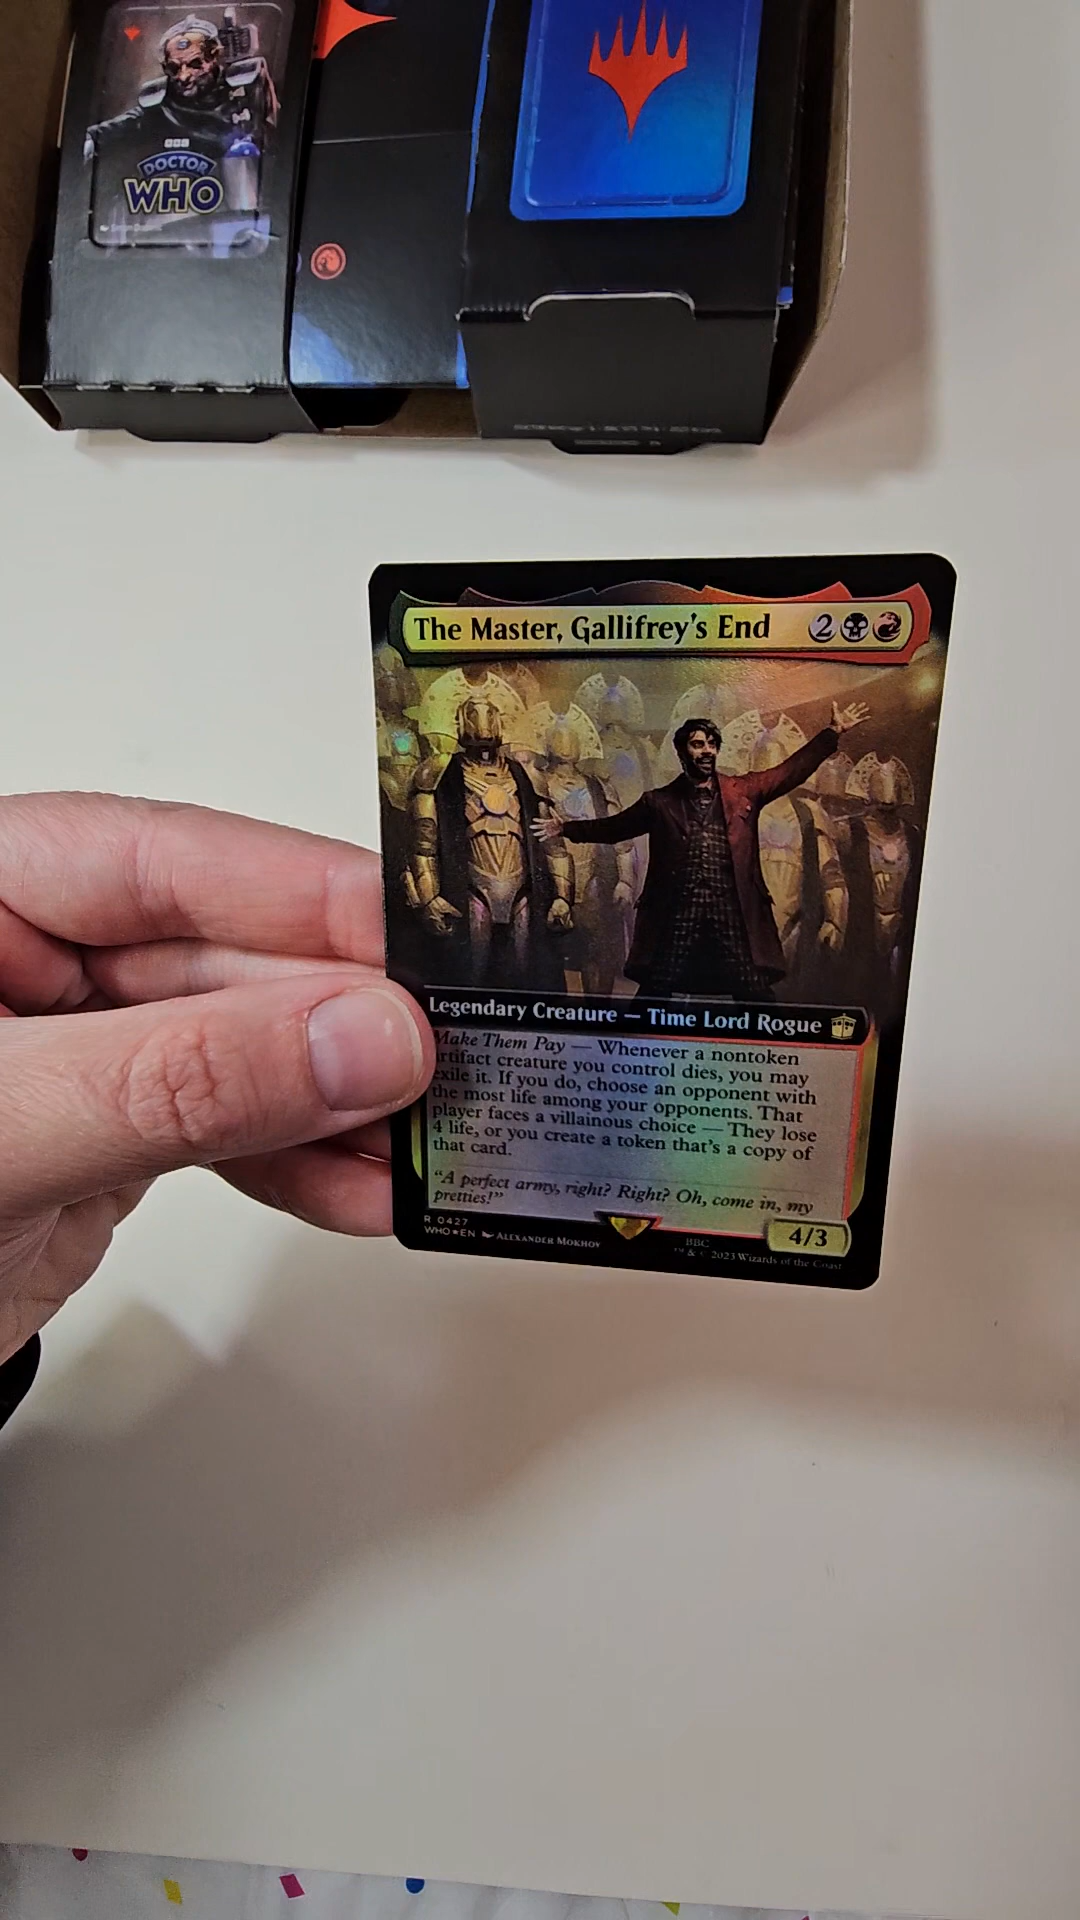 BBC
DOCTOR
WHO
The Master, Gallifrey's End 2
Legendary Creature — Time Lord Rogue
Make Them Pay — Whenever a nontoken
artifact creature you control dies, you may
exile it. If you do, choose an opponent with
the most life among your opponents. That
player faces a villainous choice — They lose
4 life, or you create a token that's a copy of
that card.
"A perfect army, right? Right? Oh, come in, my
pretties!"
R 0427
WHO★EN ALEXANDER MOKHOV
BBC
™ & © 2023 Wizards of the Coast
4/3